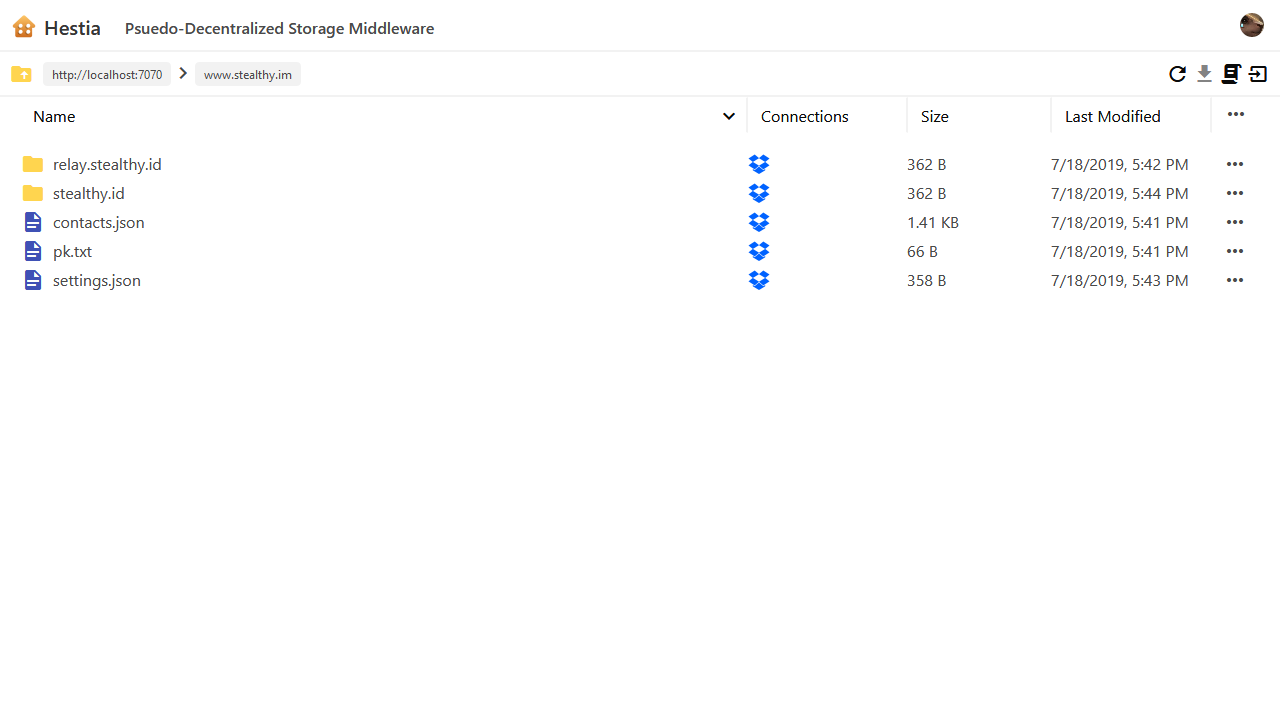 Hestia Psuedo-Decentralized Storage Middleware
http://localhost:7070 www.stealthy.im
Name Connections Size Last Modified
relay.stealthy.id 362 B 7/18/2019, 5:42 PM
stealthy.id 362 B 7/18/2019, 5:44 PM
contacts.json 1.41 KB 7/18/2019, 5:41 PM
pk.txt 66 B 7/18/2019, 5:41 PM
settings.json 358 B 7/18/2019, 5:43 PM